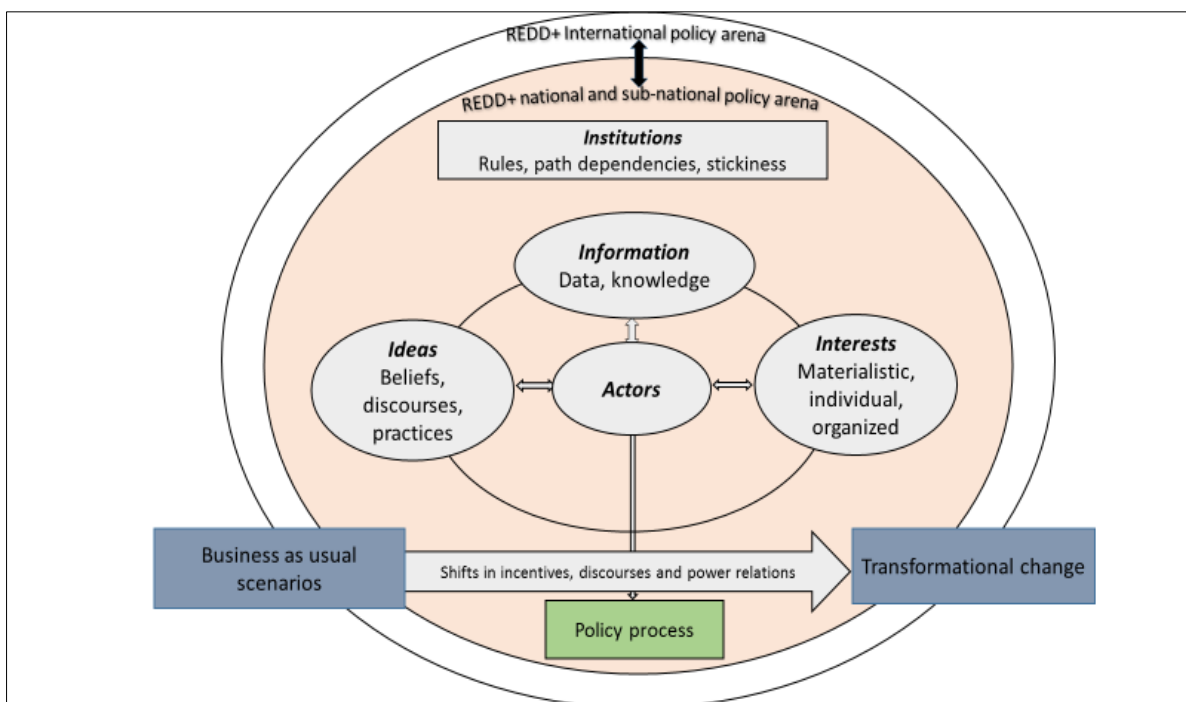 REDD+ International policy arena
REDD+ national and sub-national policy arena
Institutions
Rules, path dependencies, stickiness
Information
Data, knowledge
Ideas
Beliefs,
discourses,
practices
Actors
Interests
Materialistic,
individual,
organized
Business as usual
scenarios
Shifts in incentives, discourses and power relations
Transformational change
Policy process